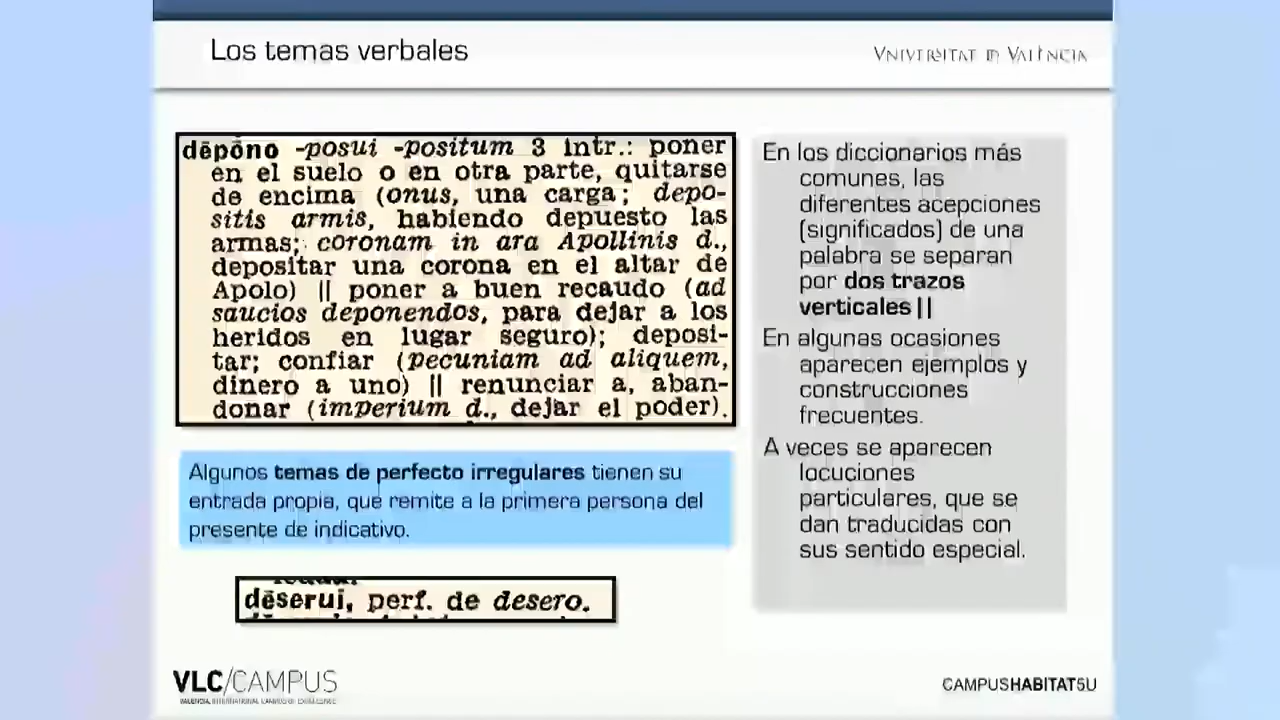 Los temas verbales
VNIVERSITAT ID VALÈNCIA
dēpōno -posui -positum 3 intr.: poner
en el suelo o en otra parte, quitarse
de encima (onus, una carga; depo-
sitis armis, habiendo depuesto las
armas; coronam in ara Apollinis d.,
depositar una corona en el altar de
Apolo) || poner a buen recaudo (ad
saucios deponendos, para dejar a los
heridos en lugar seguro); deposi-
tar; confiar (pecuniam ad aliquem,
dinero a uno) || renunciar a, aban-
donar (imperium d., dejar el poder).
Algunos temas de perfecto irregulares tienen su
entrada propia, que remite a la primera persona del
presente de indicativo.
dēserui, perf. de desero.
En los diccionarios más
comunes, las
diferentes acepciones
(significados) de una
palabra se separan
por dos trazos
verticales ||
En algunas ocasiones
aparecen ejemplos y
construcciones
frecuentes.
A veces se aparecen
locuciones
particulares, que se
dan traducidas con
sus sentido especial.
VLC/CAMPUS
VALENCIA, INTERNATIONAL CAMPUS OF EXCELLENCE
CAMPUSHABITAT5U